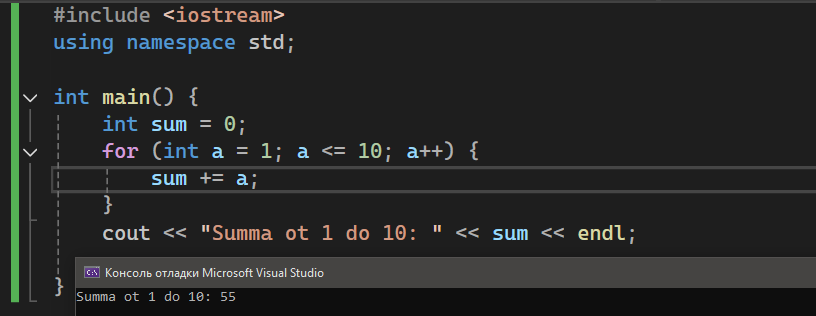 #include <iostream>
using namespace std;
int main() {
int sum = 0;
for (int a = 1; a <= 10; a++) {
sum += a;
}
cout << "Summa ot 1 do 10: " << sum << endl;
}
Консоль отладки Microsoft Visual Studio
Summa ot 1 do 10: 55